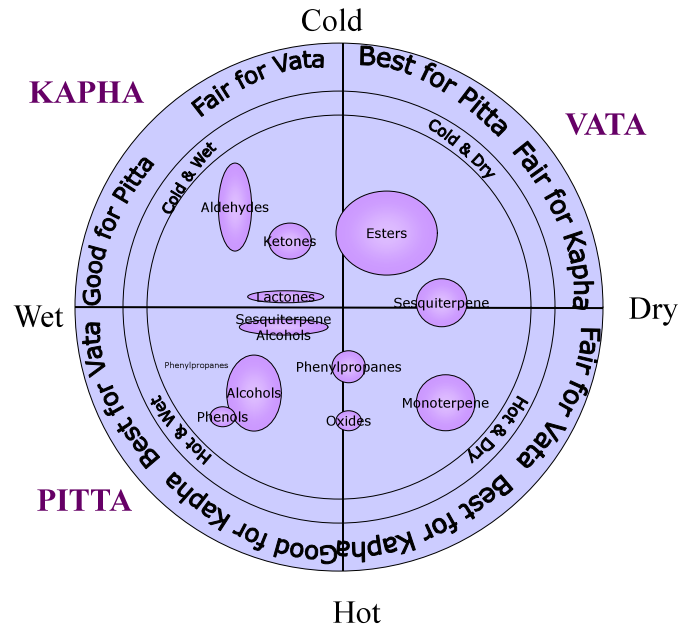 Cold
KAPHA
VATA
Fair for Vata
Best for Pitta
Good for Pitta
Fair for Kapha
Cold & Wet
Cold & Dry
Aldehydes
Ketones
Esters
Lactones
Sesquiterpene
Wet
Dry
Sesquiterpene
Alcohols
Phenylpropanes
Phenylpropanes
Alcohols
Monoterpene
Phenols
Oxides
Hot & Wet
Hot & Dry
Best for Vata
Fair for Vata
Good for Kapha
Best for Kapha
PITTA
Hot